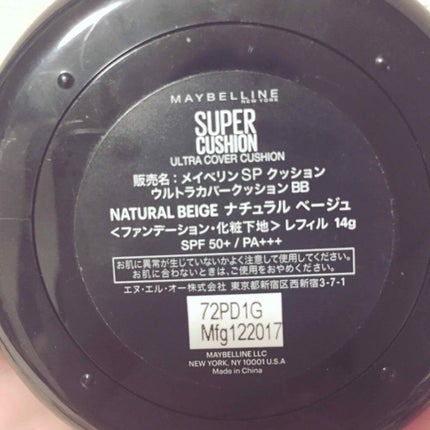 MAYBELLINE
NEW YORK
SUPER
CUSHION
ULTRA COVER CUSHION
販売名：メイベリン SP クッション
ウルトラカバークッション BB
NATURAL BEIGE ナチュラル ベージュ
＜ファンデーション・化粧下地＞ レフィル 14g
SPF 50+ / PA+++
お肌に異常が生じていないかよく注意して使用してください。
お肌に合わないときは、ご使用をおやめください。
エヌ・エル・オー株式会社 東京都新宿区西新宿3-7-1
72PD1G
Mfg122017
MAYBELLINE LLC
NEW YORK, NY 10001 U.S.A
Made in China